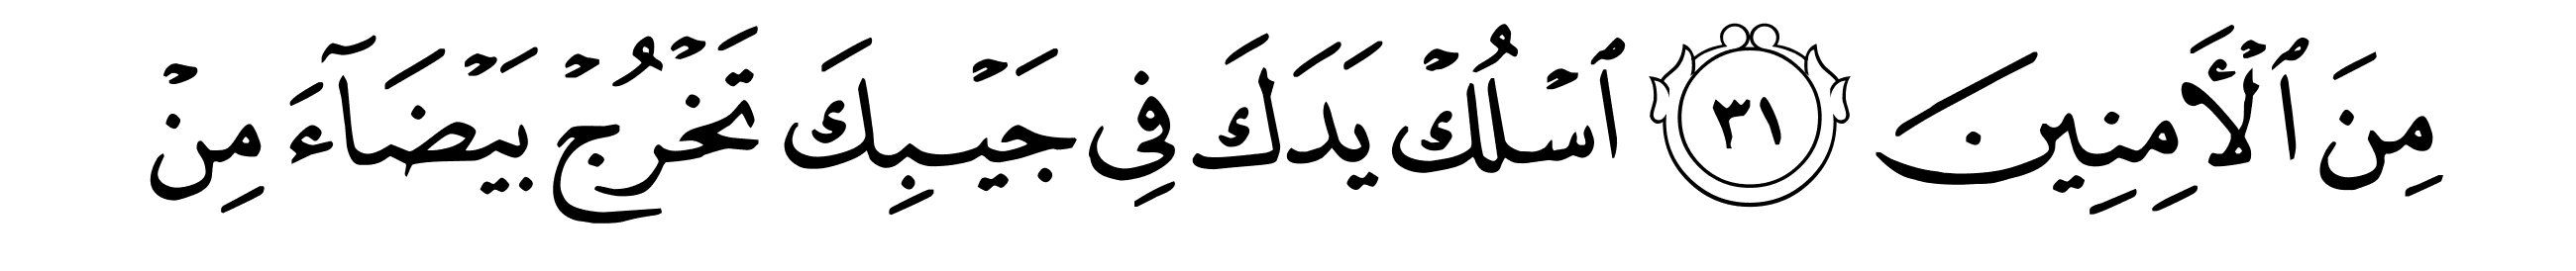 مِنَ ٱلْأَمِنِينَ ٣١ ٱسْلُكْ يَدَكَ فِي جَيْبِكَ تَخْرُجْ بَيْضَآءَ مِنْ